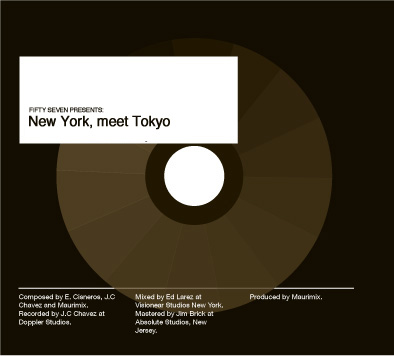 FIFTY SEVEN PRESENTS:
New York, meet Tokyo
Composed by E. Cisneros, J.C
Chavez and Maurimix.
Recorded by J.C Chavez at
Doppler Studios.
Mixed by Ed Larez at
Visionear Studios New York.
Mastered by Jim Brick at
Absolute Studios, New
Jersey.
Produced by Maurimix.